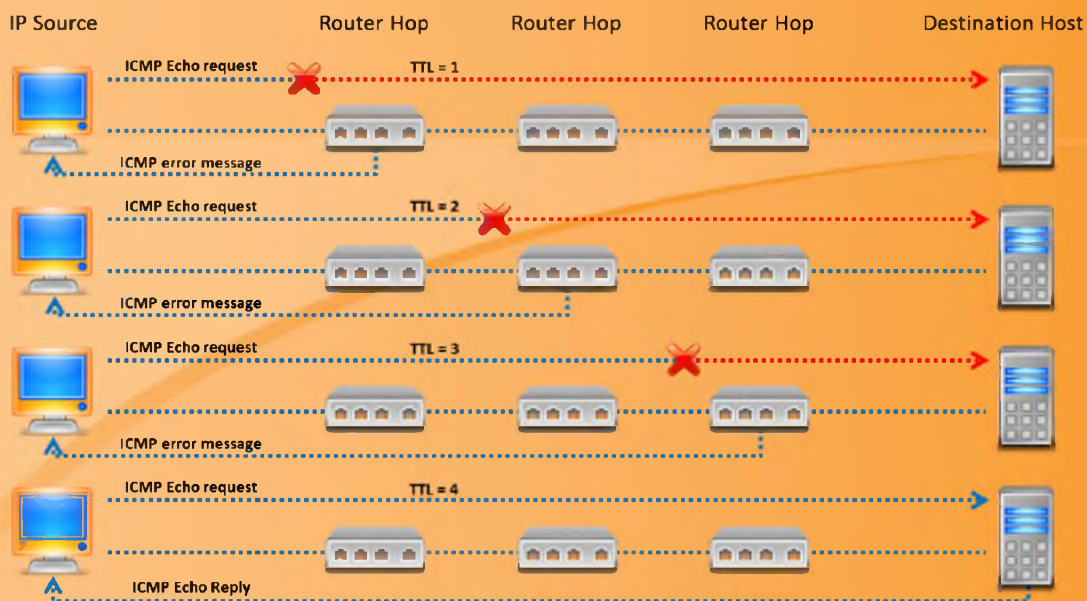 IP Source
Router Hop
Router Hop
Router Hop
Destination Host
ICMP Echo request
TTL = 1
ICMP error message
ICMP Echo request
TTL = 2
ICMP error message
ICMP Echo request
TTL = 3
ICMP error message
ICMP Echo request
TTL = 4
ICMP Echo Reply